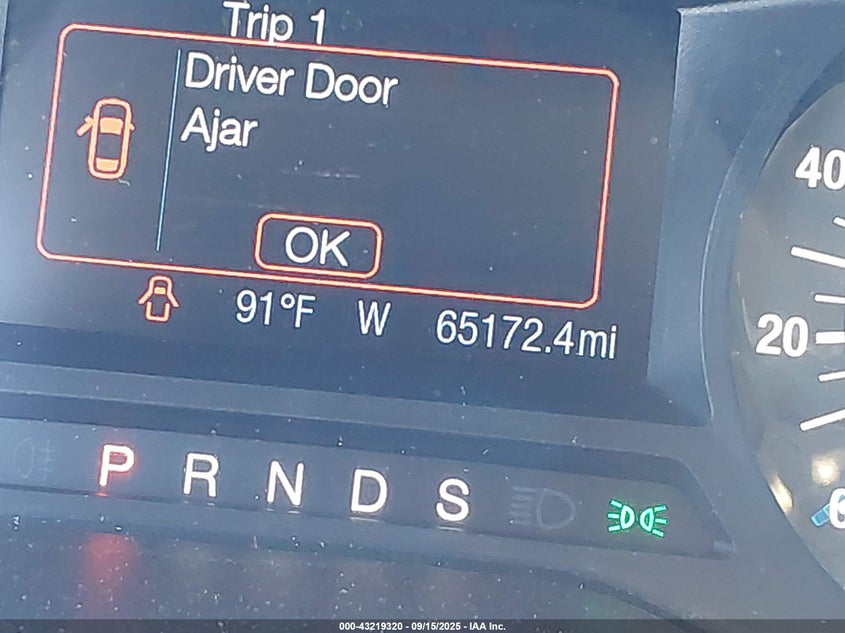 Trip 1
Driver Door
Ajar
OK
91°F W 65172.4mi
40
20
P R N D S
000-43219320 - 09/15/2025 - IAA Inc.